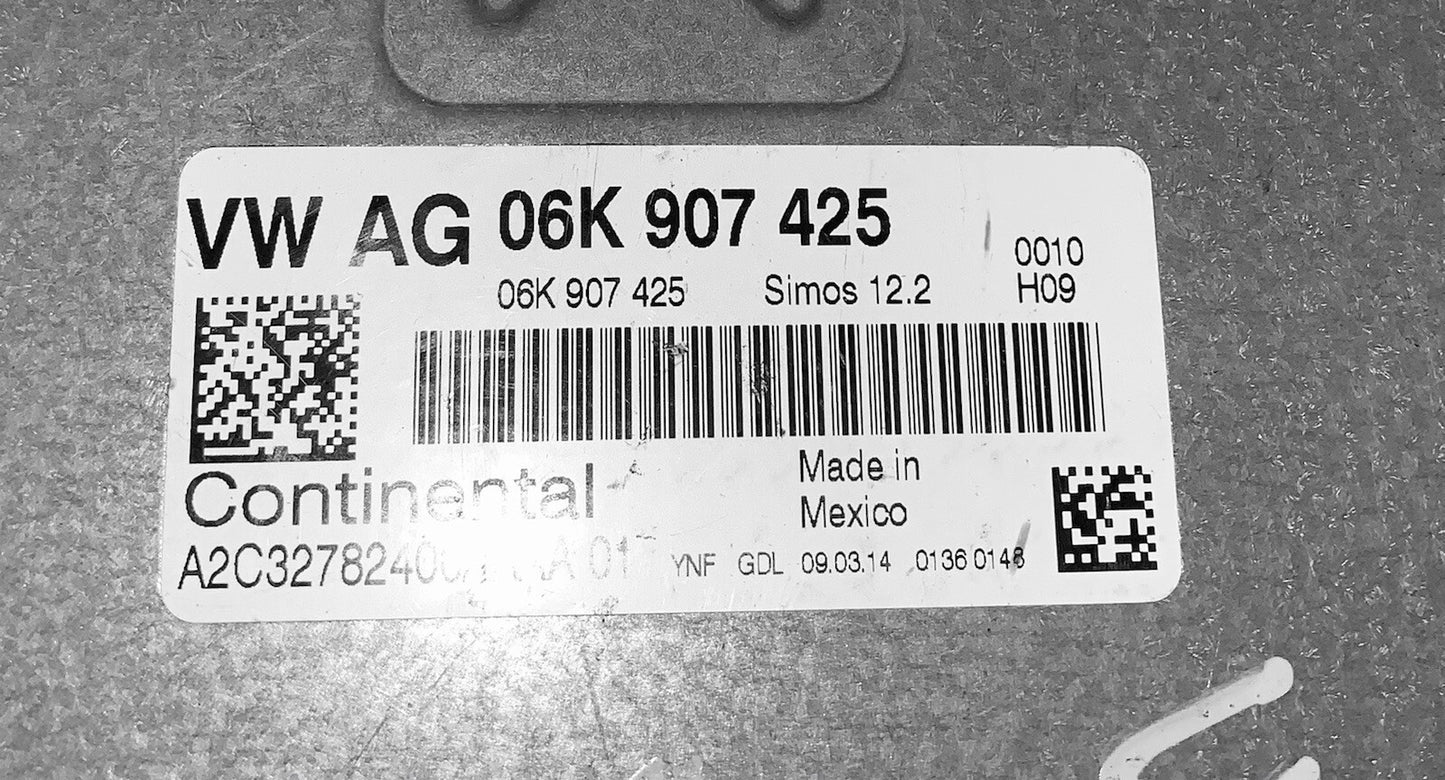 VW AG 06K 907 425
0010
06K 907 425 Simos 12.2 H09
Continental
Made in
Mexico
YNF GDL 09.03.14 0136 0148